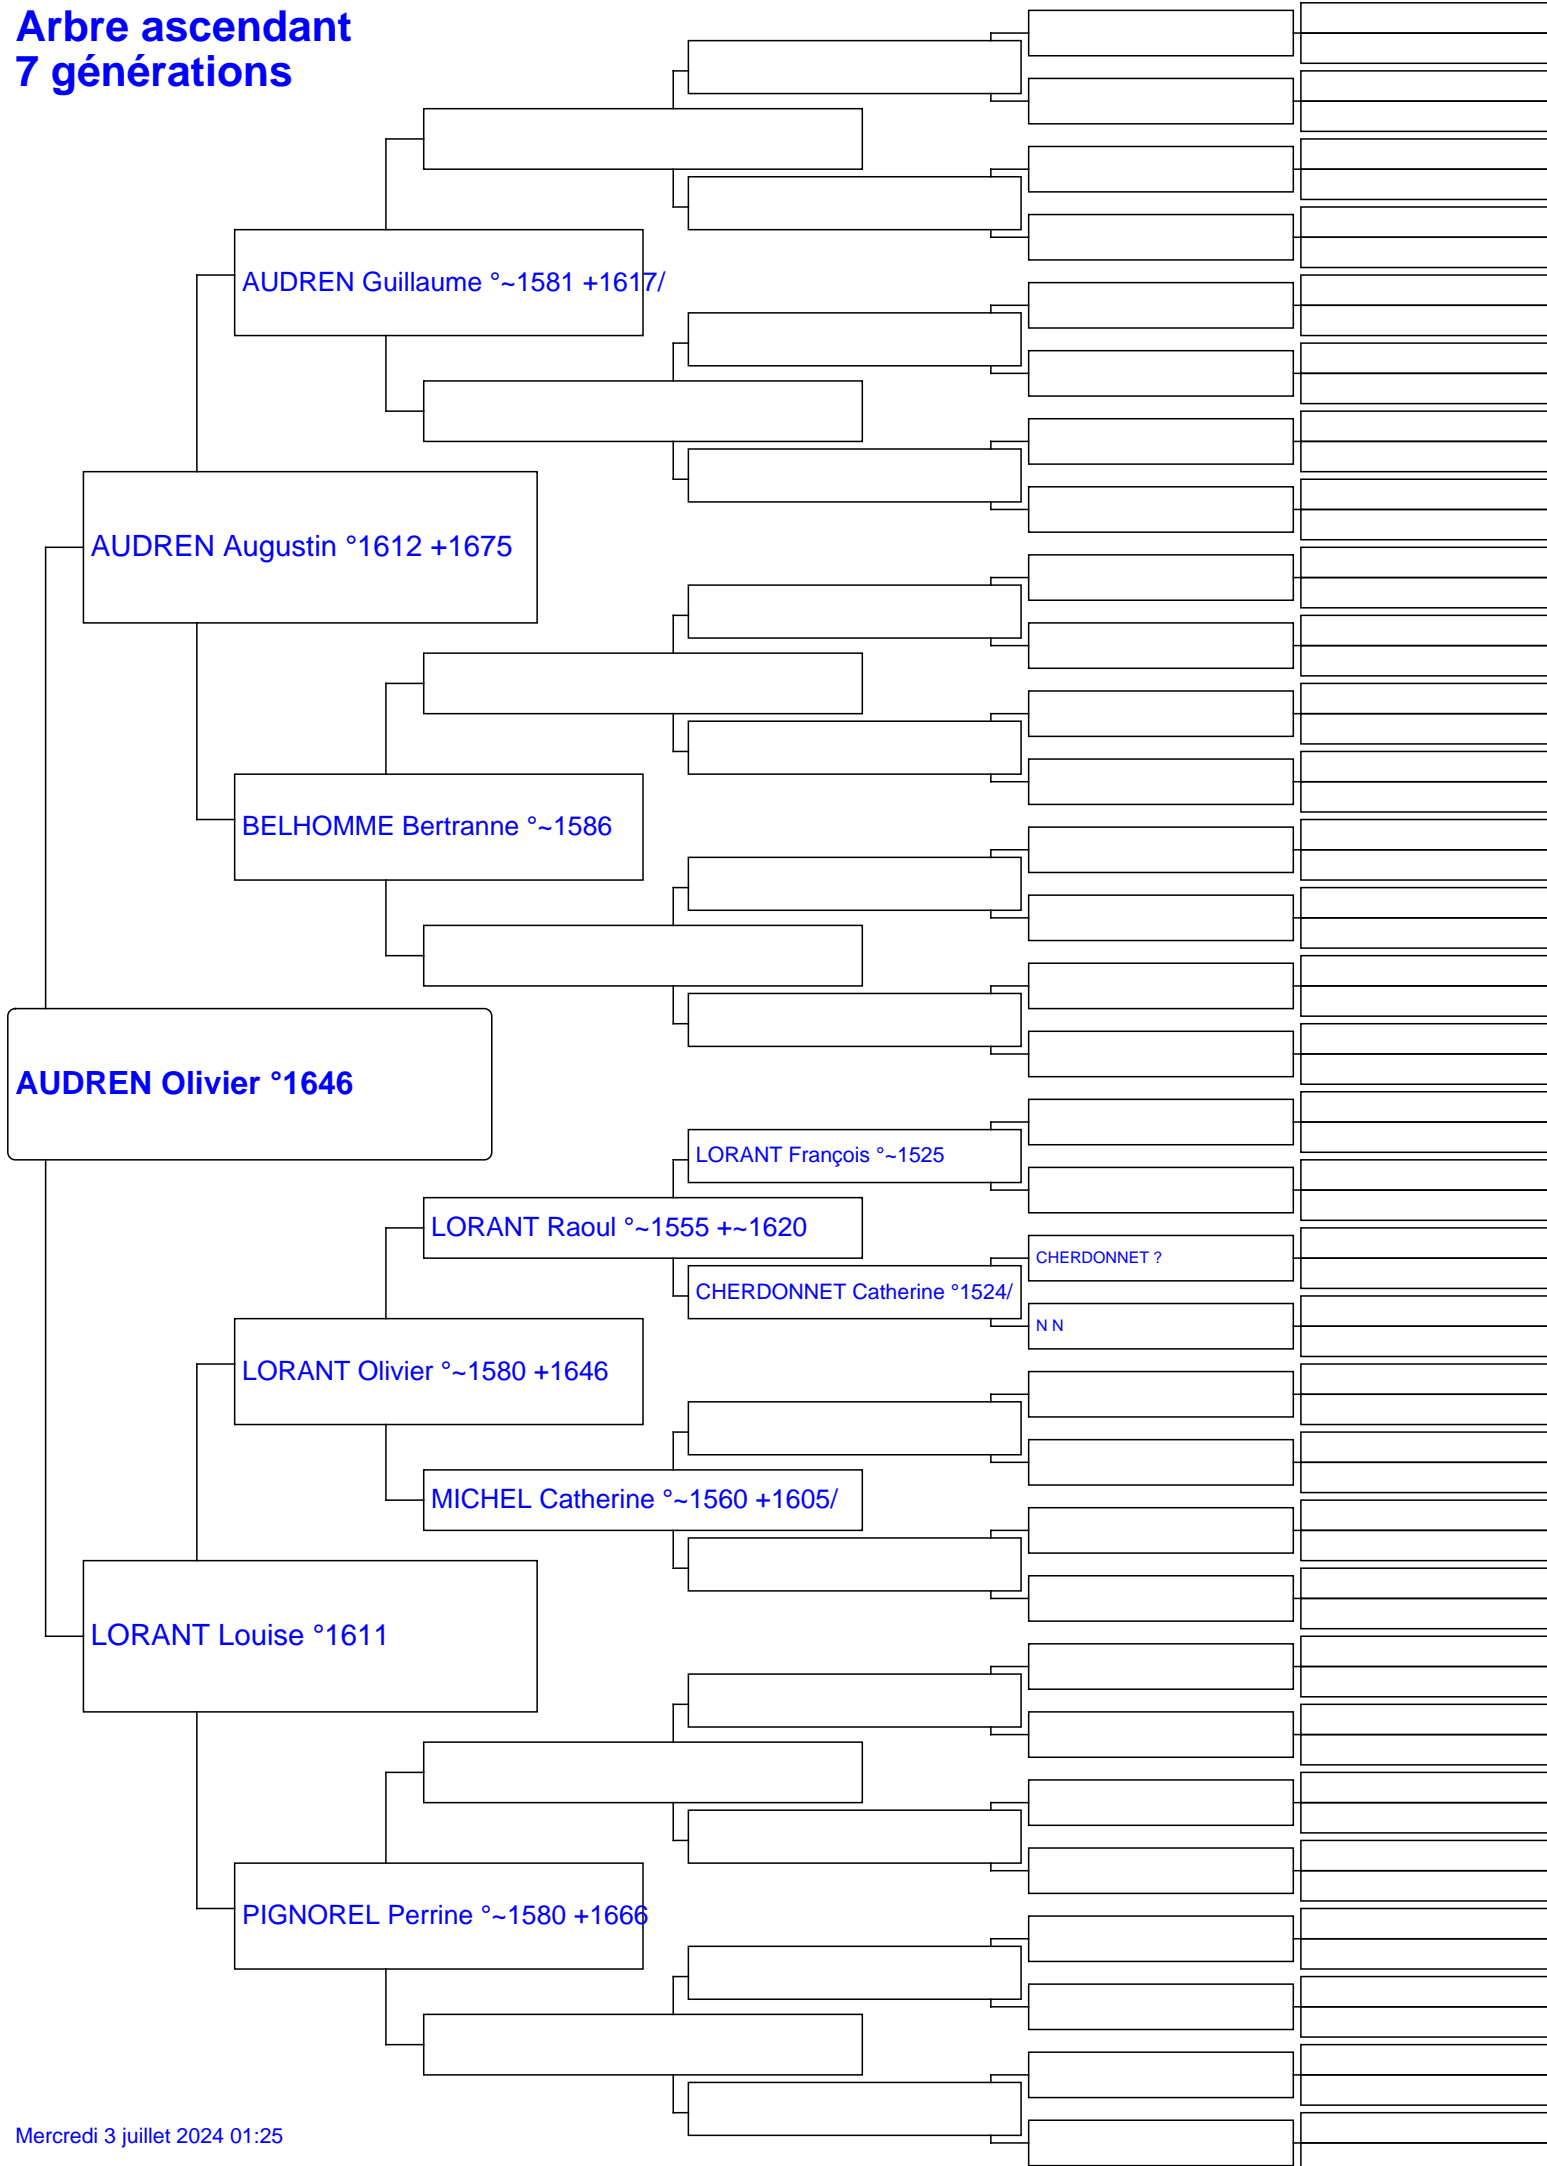 Arbre ascendant
7 générations
AUDREN Guillaume °~1581 +1617/
AUDREN Augustin °1612 +1675
BELHOMME Bertranne °~1586
AUDREN Olivier °1646
LORANT François °~1525
LORANT Raoul °~1555 +~1620
CHERDONNET ?
CHERDONNET Catherine °1524/
N N
LORANT Olivier °~1580 +1646
MICHEL Catherine °~1560 +1605/
LORANT Louise °1611
PIGNOREL Perrine °~1580 +1666
Mercredi 3 juillet 2024 01:25